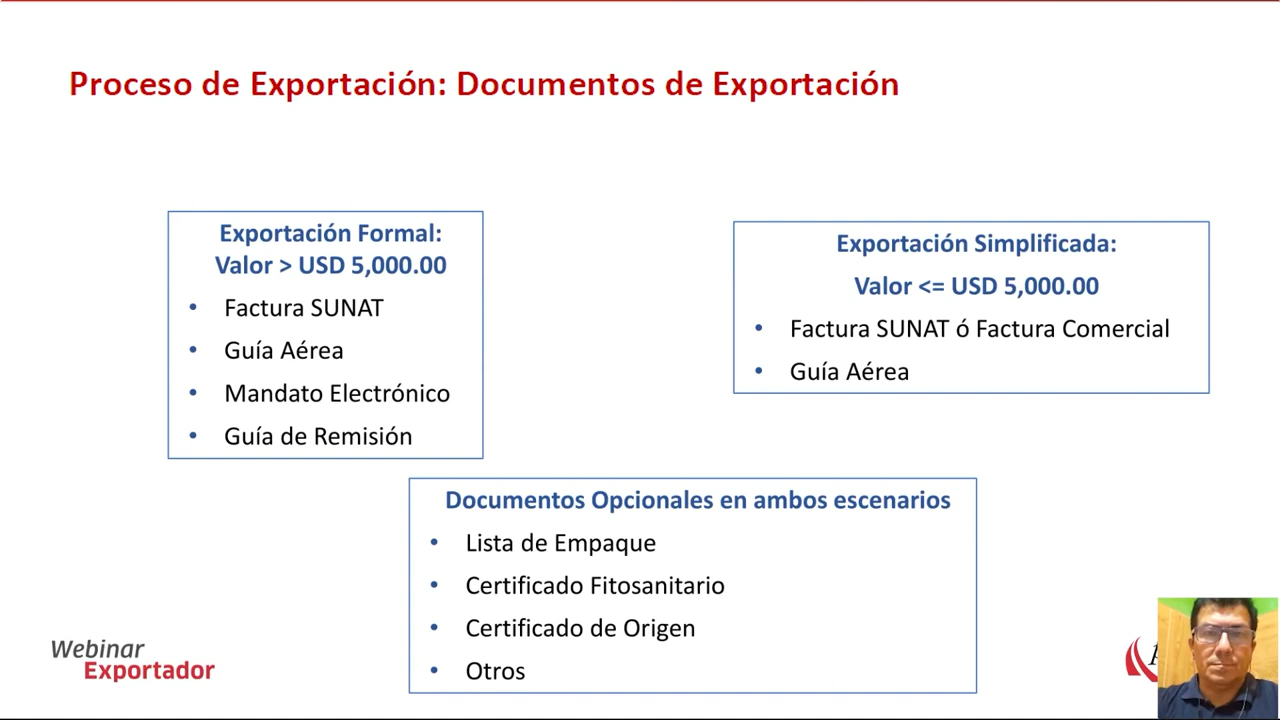 Proceso de Exportación: Documentos de Exportación
Exportación Formal:
Valor > USD 5,000.00
• Factura SUNAT
• Guía Aérea
• Mandato Electrónico
• Guía de Remisión
Exportación Simplificada:
Valor <= USD 5,000.00
• Factura SUNAT ó Factura Comercial
• Guía Aérea
Documentos Opcionales en ambos escenarios
• Lista de Empaque
• Certificado Fitosanitario
• Certificado de Origen
• Otros
Webinar
Exportador